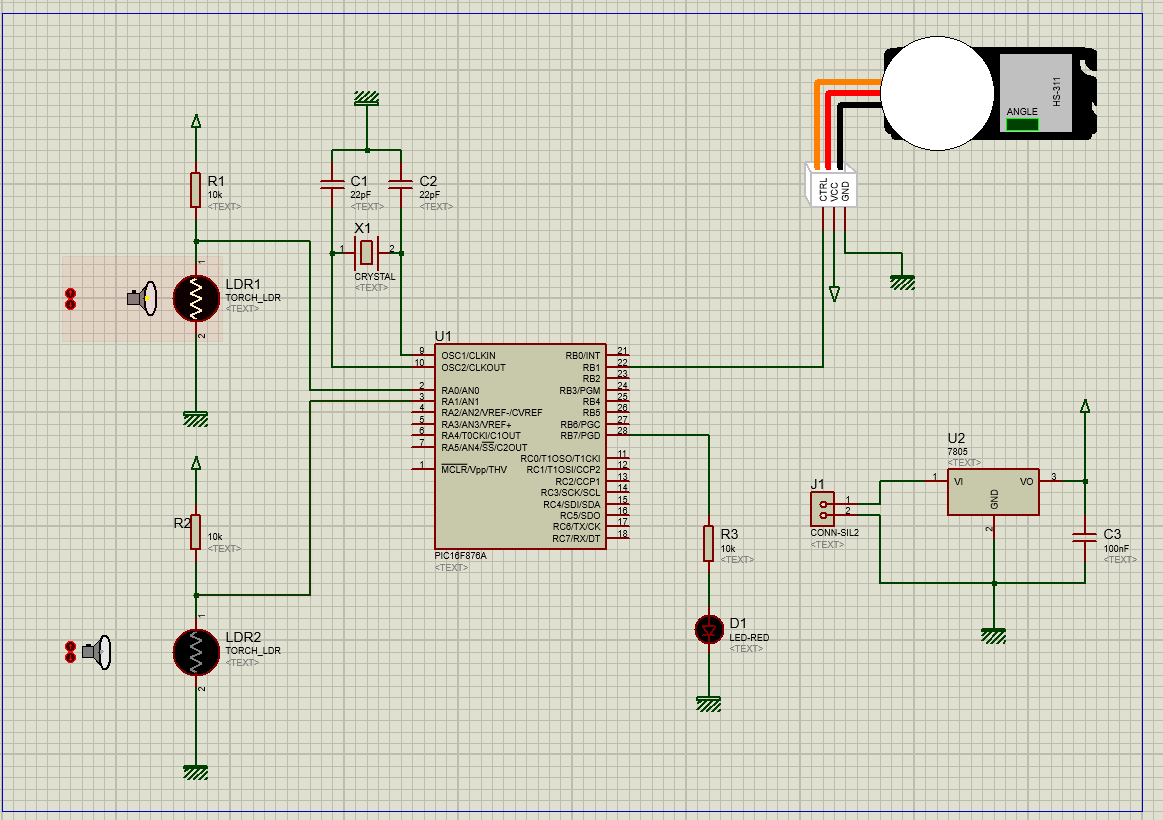 HS-311
ANGLE
CTRL
VCC
GND
R1
10k
<TEXT>
C1
22pF
<TEXT>
C2
22pF
<TEXT>
X1
1
2
CRYSTAL
<TEXT>
1
LDR1
TORCH_LDR
<TEXT>
2
U1
9 OSC1/CLKIN
10 OSC2/CLKOUT
2 RA0/AN0
3 RA1/AN1
4 RA2/AN2/VREF-/CVREF
5 RA3/AN3/VREF+
6 RA4/T0CKI/C1OUT
7 RA5/AN4/SS/C2OUT
1 MCLR/Vpp/THV
RB0/INT 21
RB1 22
RB2 23
RB3/PGM 24
RB4 25
RB5 26
RB6/PGC 27
RB7/PGD 28
RC0/T1OSO/T1CKI 11
RC1/T1OSI/CCP2 12
RC2/CCP1 13
RC3/SCK/SCL 14
RC4/SDI/SDA 15
RC5/SDO 16
RC6/TX/CK 17
RC7/RX/DT 18
PIC16F876A
<TEXT>
R2
10k
<TEXT>
1
LDR2
TORCH_LDR
<TEXT>
2
R3
10k
<TEXT>
D1
LED-RED
<TEXT>
J1
1
2
CONN-SIL2
<TEXT>
U2
7805
<TEXT>
1
VI
VO
3
GND
2
C3
100nF
<TEXT>